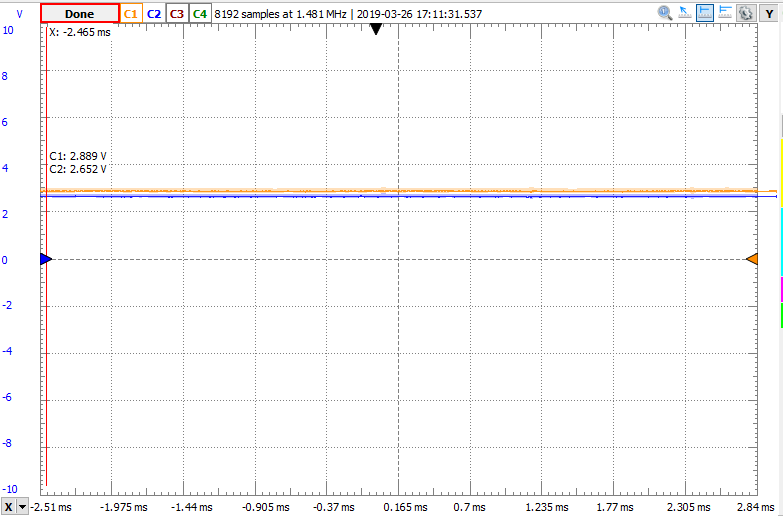 V Done C1 C2 C3 C4 8192 samples at 1.481 MHz | 2019-03-26 17:11:31.537 Y
X: -2.465 ms
10
8
6
C1: 2.889 V
C2: 2.652 V
4
2
0
-2
-4
-6
-8
-10
X -2.51 ms -1.975 ms -1.44 ms -0.905 ms -0.37 ms 0.165 ms 0.7 ms 1.235 ms 1.77 ms 2.305 ms 2.84 ms